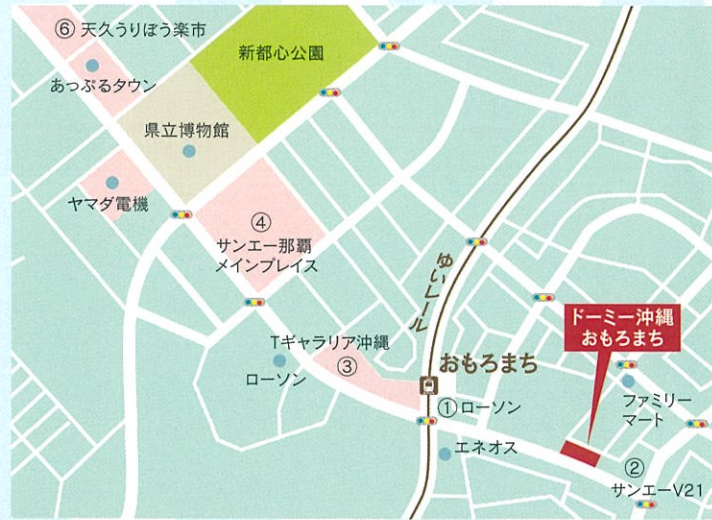 ⑥ 天久うりぼう楽市
あっぷるタウン
新都心公園
県立博物館
ヤマダ電機
④
サンエー那覇
メインプレイス
ゆいレール
Tギャラリア沖縄
③
ローソン
おもろまち
①ローソン
エネオス
ドーミー沖縄
おもろまち
ファミリー
マート
②
サンエーV21